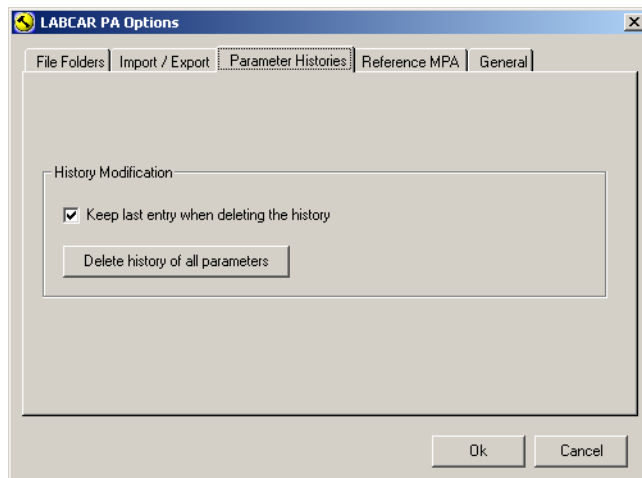 LABCAR PA Options
File Folders Import / Export Parameter Histories Reference MPA General
History Modification
Keep last entry when deleting the history
Delete history of all parameters
Ok Cancel